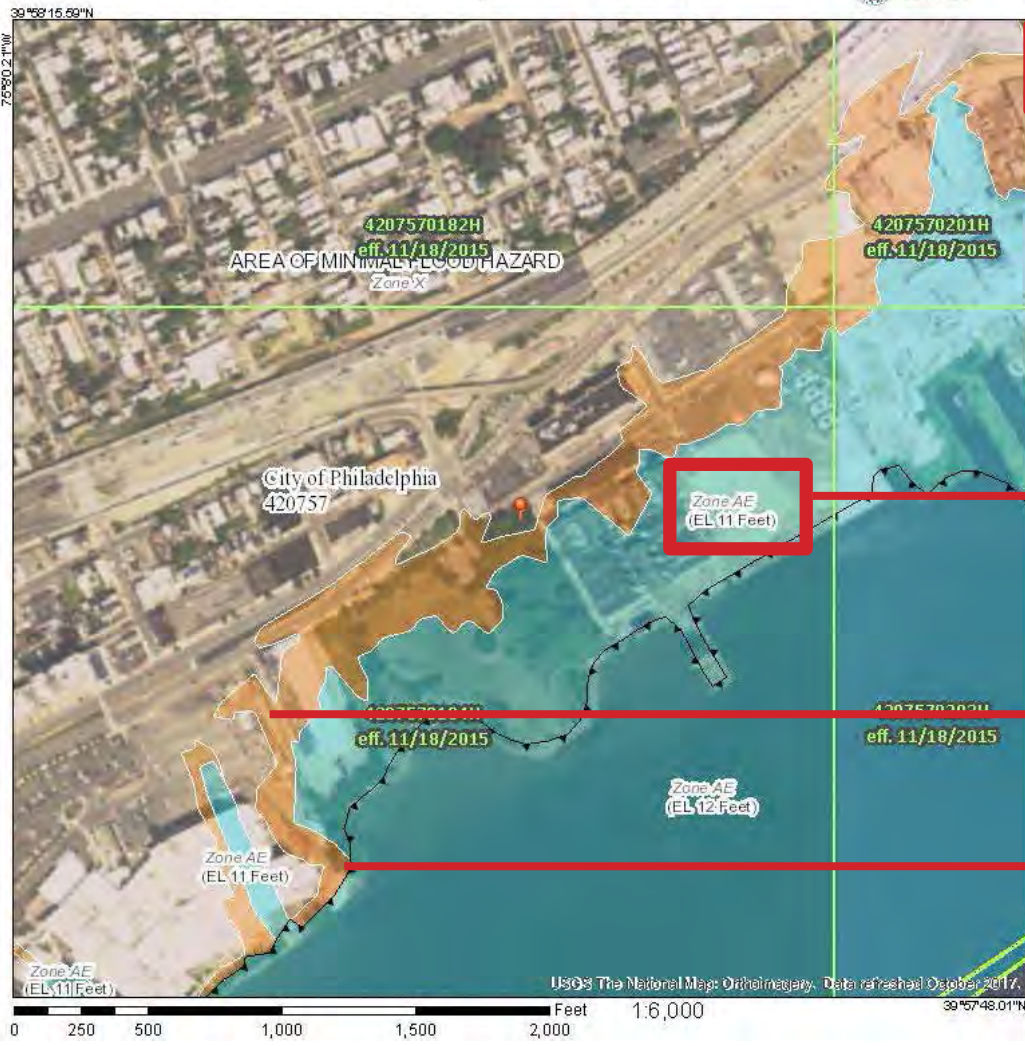 39°58'15.59"N
75°8'0.21"W
4207570182H
eff. 11/18/2015
4207570201H
eff. 11/18/2015
AREA OF MINIMAL FLOOD HAZARD
Zone X
City of Philadelphia
420757
Zone AE
(EL 11 Feet)
eff. 11/18/2015
eff. 11/18/2015
Zone AE
(EL 12 Feet)
Zone AE
(EL 11 Feet)
Zone AE
(EL 11 Feet)
USGS The National Map: Orthoimagery. Data refreshed October 2017.
39°57'48.01"N
Feet
1:6,000
0
250
500
1,000
1,500
2,000